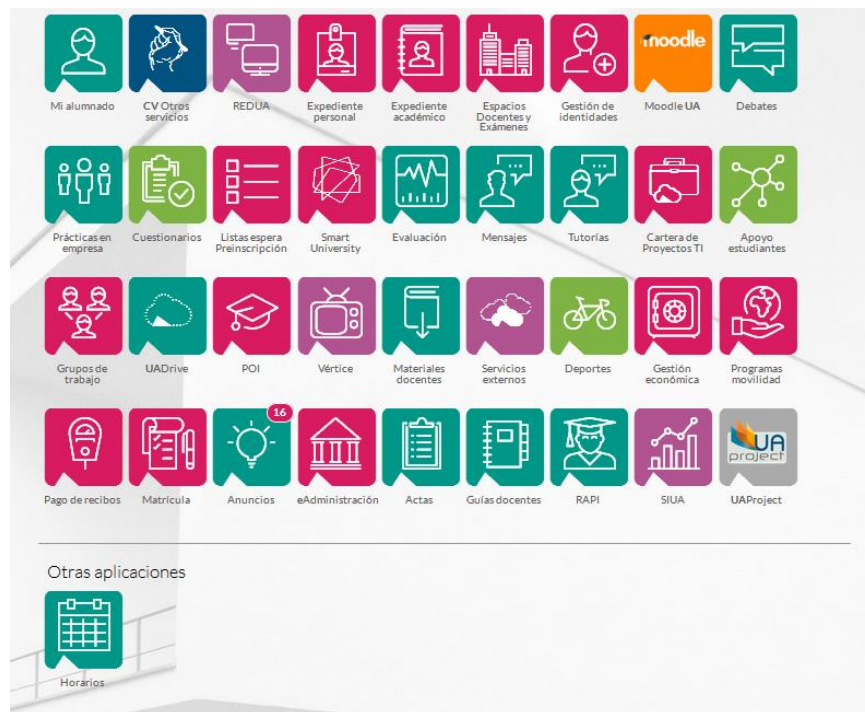 moodle
Mi alumnado
CV Otros
servicios
REDUA
Expediente
personal
Expediente
académico
Espacios
Docentes y
Exámenes
Gestión de
identidades
Moodle UA
Debates
Prácticas en
empresa
Cuestionarios
Listas espera
Preinscripción
Smart
University
Evaluación
Mensajes
Tutorías
Cartera de
Proyectos TI
Apoyo
estudiantes
Grupos de
trabajo
UADrive
POI
Vértice
Materiales
docentes
Servicios
externos
Deportes
Gestión
económica
Programas
movilidad
16
UA
project
Pago de recibos
Matrícula
Anuncios
eAdministración
Actas
Guías docentes
RAPI
SIUA
UAProject
Otras aplicaciones
Horarios